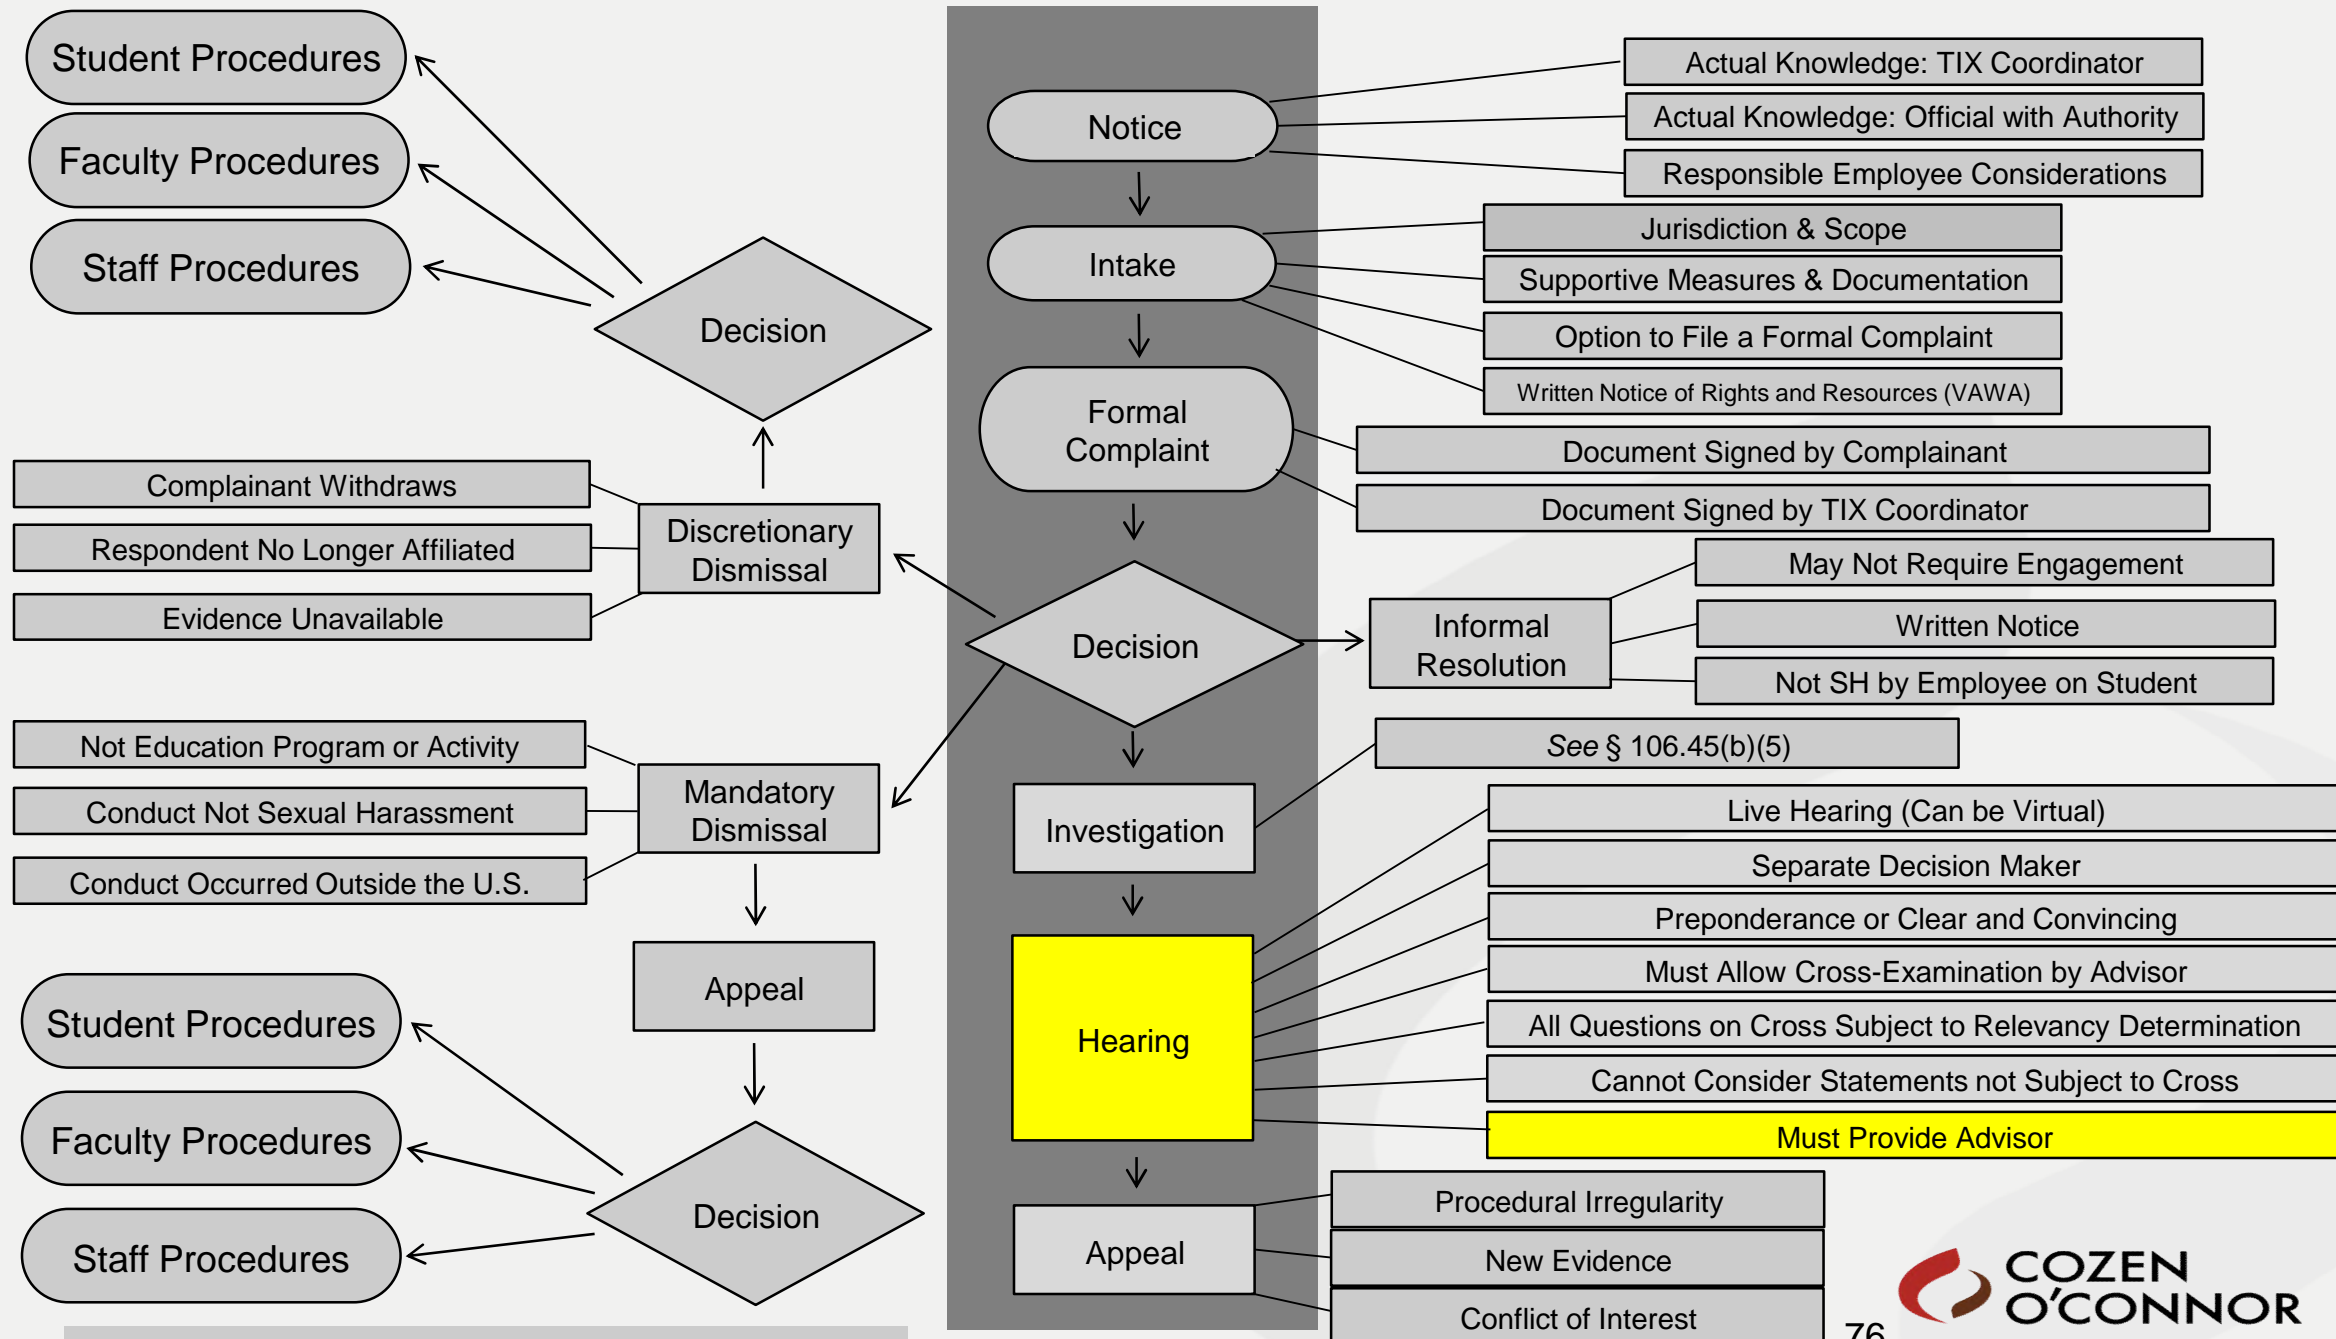 Student Procedures
Faculty Procedures
Staff Procedures
Decision
Complainant Withdraws
Respondent No Longer Affiliated
Evidence Unavailable
Discretionary
Dismissal
Not Education Program or Activity
Conduct Not Sexual Harassment
Conduct Occurred Outside the U.S.
Mandatory
Dismissal
Appeal
Student Procedures
Faculty Procedures
Staff Procedures
Decision
Notice
Intake
Formal
Complaint
Decision
Investigation
Hearing
Appeal
Actual Knowledge: TIX Coordinator
Actual Knowledge: Official with Authority
Responsible Employee Considerations
Jurisdiction & Scope
Supportive Measures & Documentation
Option to File a Formal Complaint
Written Notice of Rights and Resources (VAWA)
Document Signed by Complainant
Document Signed by TIX Coordinator
Informal
Resolution
May Not Require Engagement
Written Notice
Not SH by Employee on Student
See § 106.45(b)(5)
Live Hearing (Can be Virtual)
Separate Decision Maker
Preponderance or Clear and Convincing
Must Allow Cross-Examination by Advisor
All Questions on Cross Subject to Relevancy Determination
Cannot Consider Statements not Subject to Cross
Must Provide Advisor
Procedural Irregularity
New Evidence
Conflict of Interest
76
COZEN
O'CONNOR